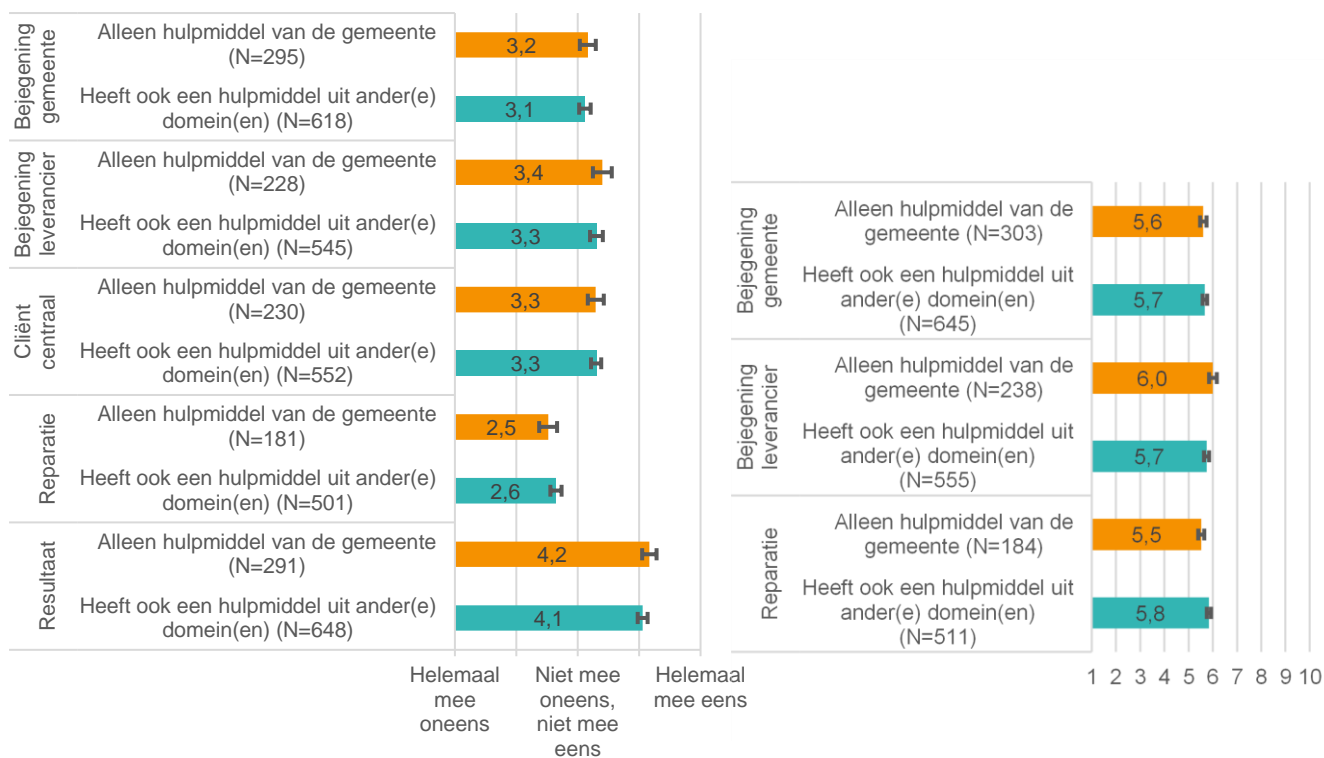 Bejegening
gemeente
Alleen hulpmiddel van de gemeente
(N=295)
3,2
Heeft ook een hulpmiddel uit ander(e)
domein(en) (N=618)
3,1
Bejegening
leverancier
Alleen hulpmiddel van de gemeente
(N=228)
3,4
Heeft ook een hulpmiddel uit ander(e)
domein(en) (N=545)
3,3
Cliënt
centraal
Alleen hulpmiddel van de gemeente
(N=230)
3,3
Heeft ook een hulpmiddel uit ander(e)
domein(en) (N=552)
3,3
Reparatie
Alleen hulpmiddel van de gemeente
(N=181)
2,5
Heeft ook een hulpmiddel uit ander(e)
domein(en) (N=501)
2,6
Resultaat
Alleen hulpmiddel van de gemeente
(N=291)
4,2
Heeft ook een hulpmiddel uit ander(e)
domein(en) (N=648)
4,1
Helemaal
mee
oneens
Niet mee
oneens,
niet mee
eens
Helemaal
mee eens
Bejegening
gemeente
Alleen hulpmiddel van de
gemeente (N=303)
5,6
Heeft ook een hulpmiddel uit
ander(e) domein(en)
(N=645)
5,7
Bejegening
leverancier
Alleen hulpmiddel van de
gemeente (N=238)
6,0
Heeft ook een hulpmiddel uit
ander(e) domein(en)
(N=555)
5,7
Reparatie
Alleen hulpmiddel van de
gemeente (N=184)
5,5
Heeft ook een hulpmiddel uit
ander(e) domein(en)
(N=511)
5,8
1 2 3 4 5 6 7 8 9 10